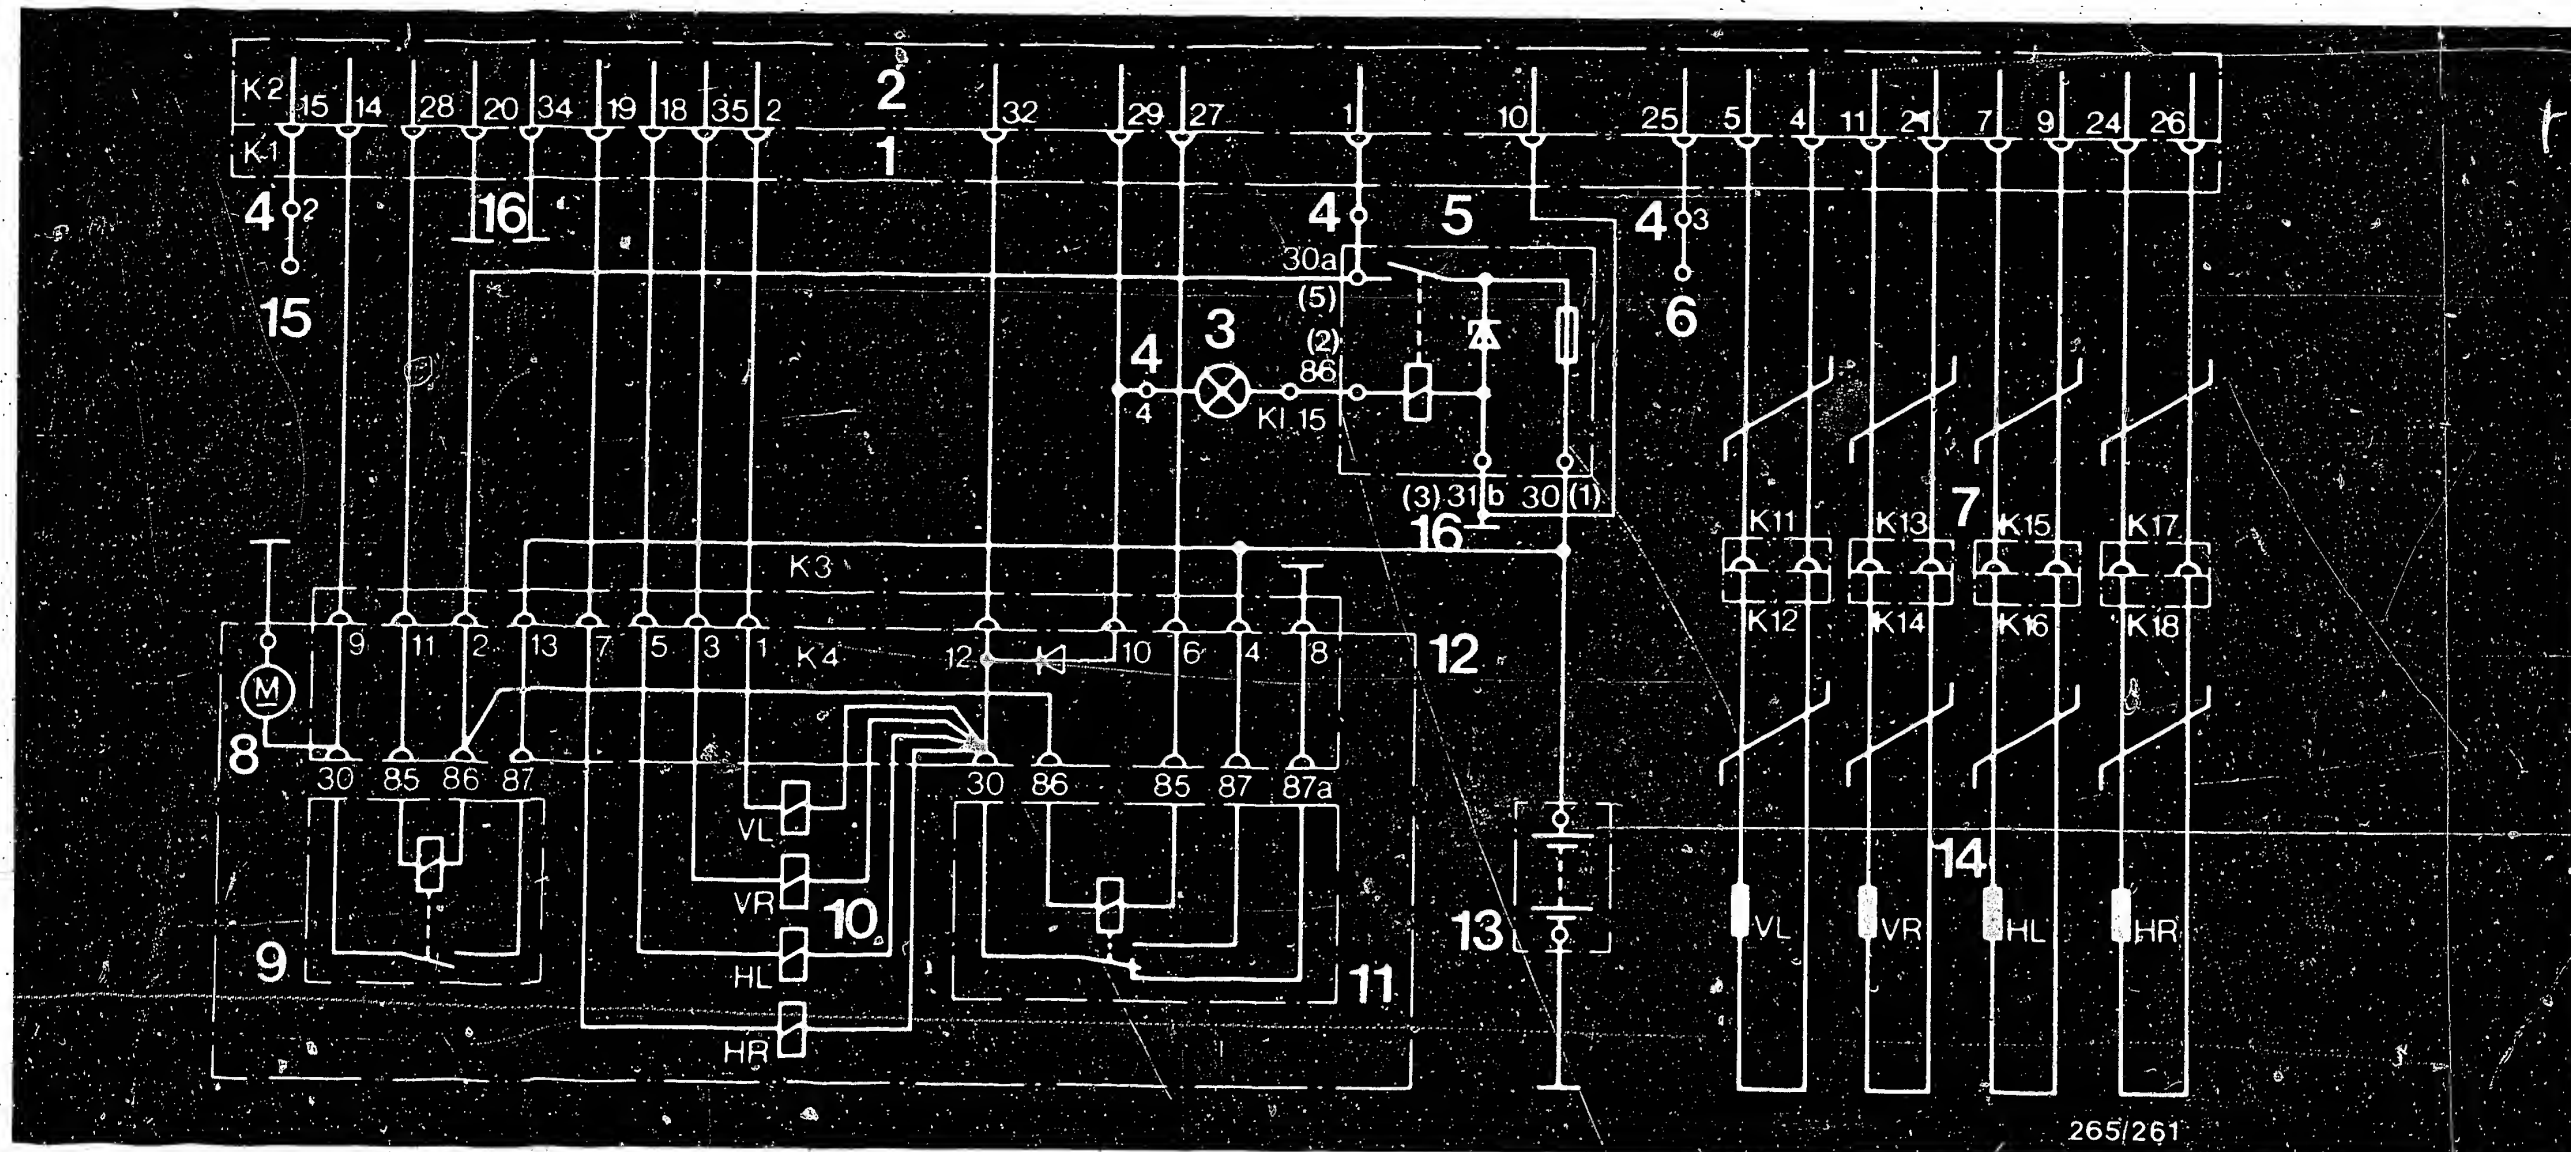 K2 15 14 28 20 34 19 18 35 2 2 32 29 27 1 10 25 5 4 11 21 7 9 24 26
K1 1
4 2 16 4 5 4 3
30a
(5)
15 3 6
(2)
4 86
4 Kl. 15
(3) 31 b 30 (1)
7
16
K11 K13 K15 K17
K3
K12 K14 K16 K18
9 11 2 13 7 5 3 1 K4 12 10 6 4 8 12
M
8
30 85 86 87 30 86 85 87 87a
VL
14
VR 10
13 VL VR HL HR
9 HL 11
HR
265/261